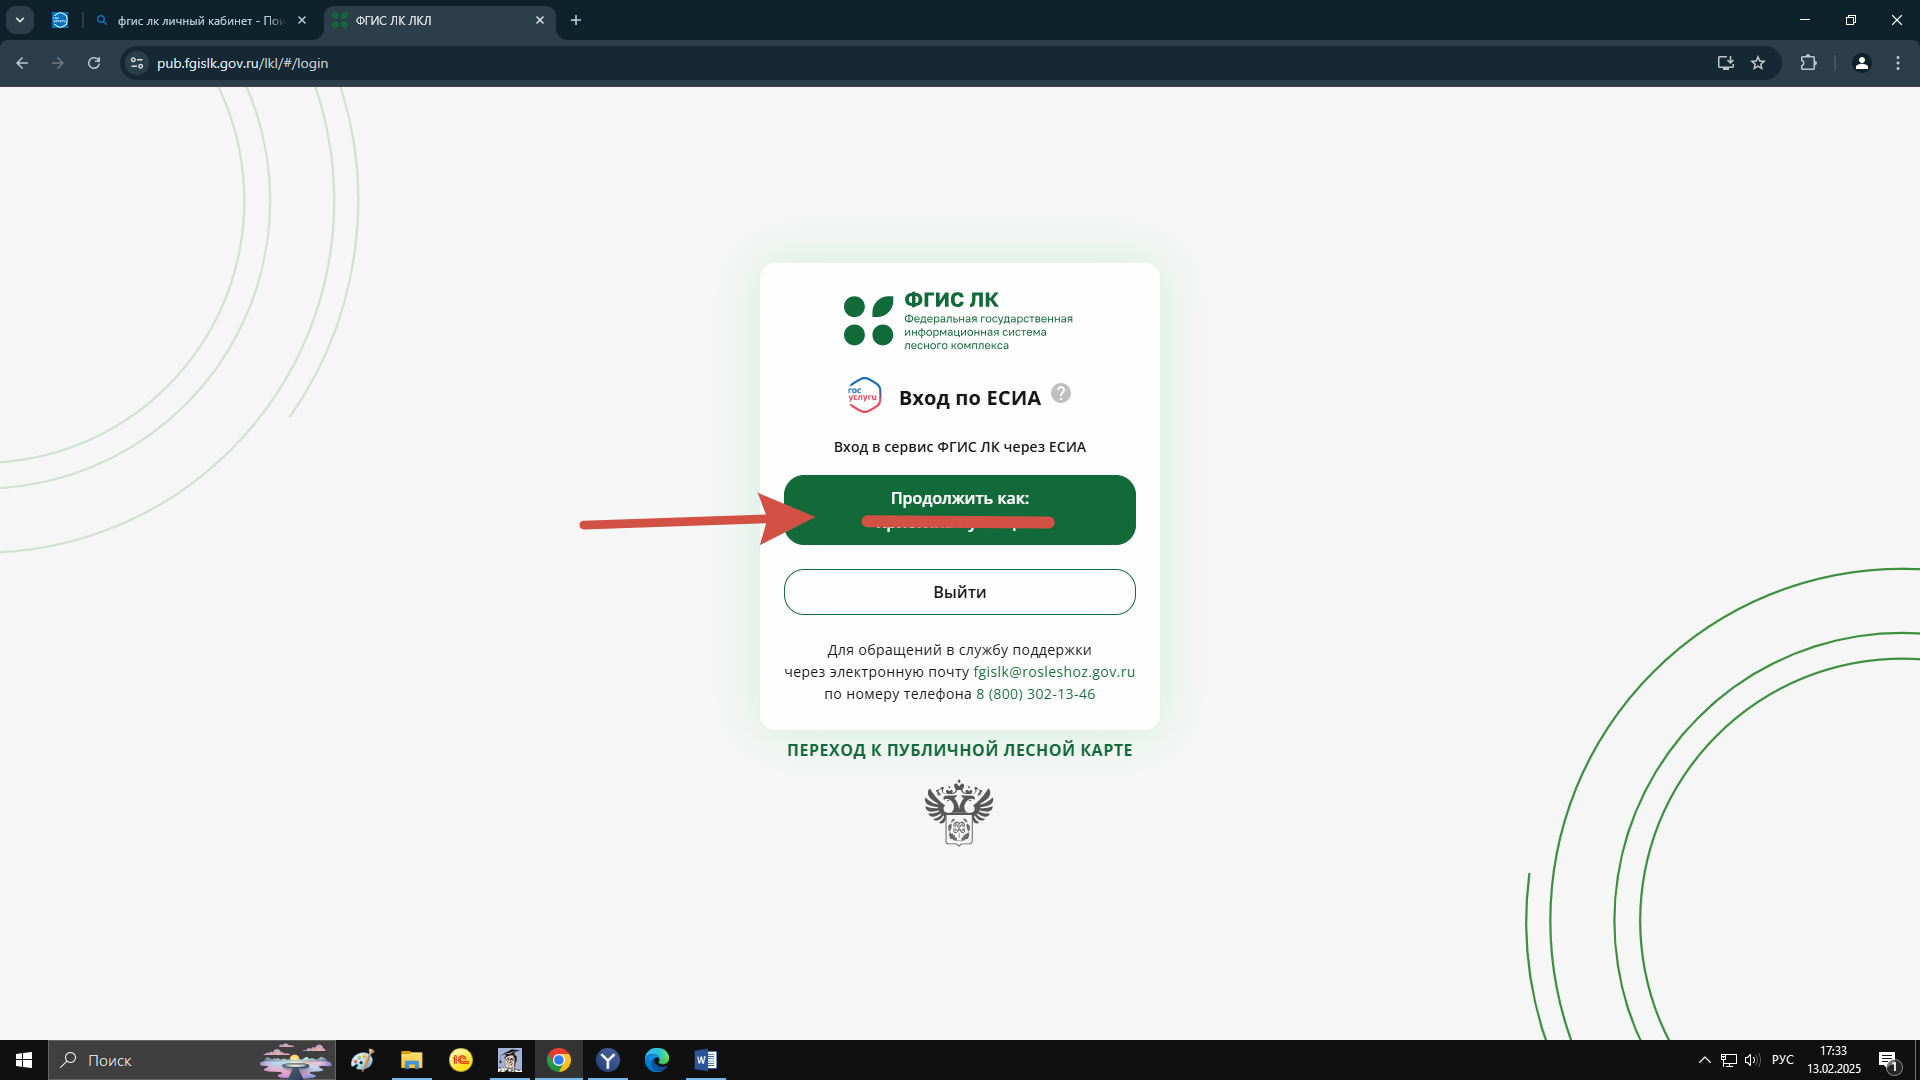 фгис лк личный кабинет - Пои
ФГИС ЛК ЛКЛ
pub.fgislk.gov.ru/lkl/#/login
ФГИС ЛК
Федеральная государственная
информационная система
лесного комплекса
гос
услуги
Вход по ЕСИА
?
Вход в сервис ФГИС ЛК через ЕСИА
Продолжить как:
Выйти
Для обращений в службу поддержки
через электронную почту fgislk@rosleshoz.gov.ru
по номеру телефона 8 (800) 302-13-46
ПЕРЕХОД К ПУБЛИЧНОЙ ЛЕСНОЙ КАРТЕ
Поиск
1С
РУС
17:33
13.02.2025
1